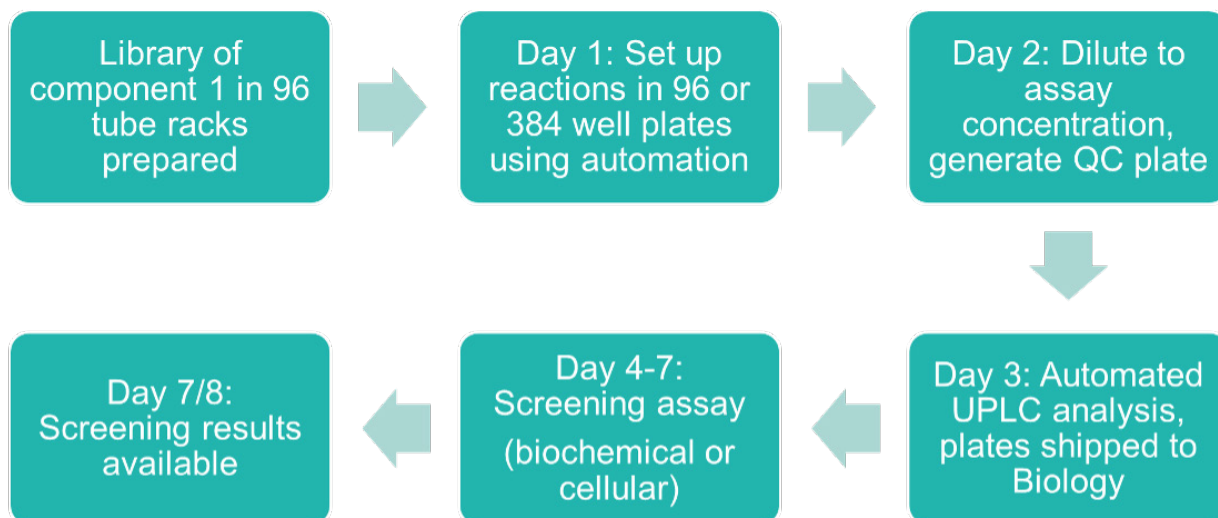 Library of
component 1 in 96
tube racks
prepared
Day 1: Set up
reactions in 96 or
384 well plates
using automation
Day 2: Dilute to
assay
concentration,
generate QC plate
Day 3: Automated
UPLC analysis,
plates shipped to
Biology
Day 4-7:
Screening assay
(biochemical or
cellular)
Day 7/8:
Screening results
available